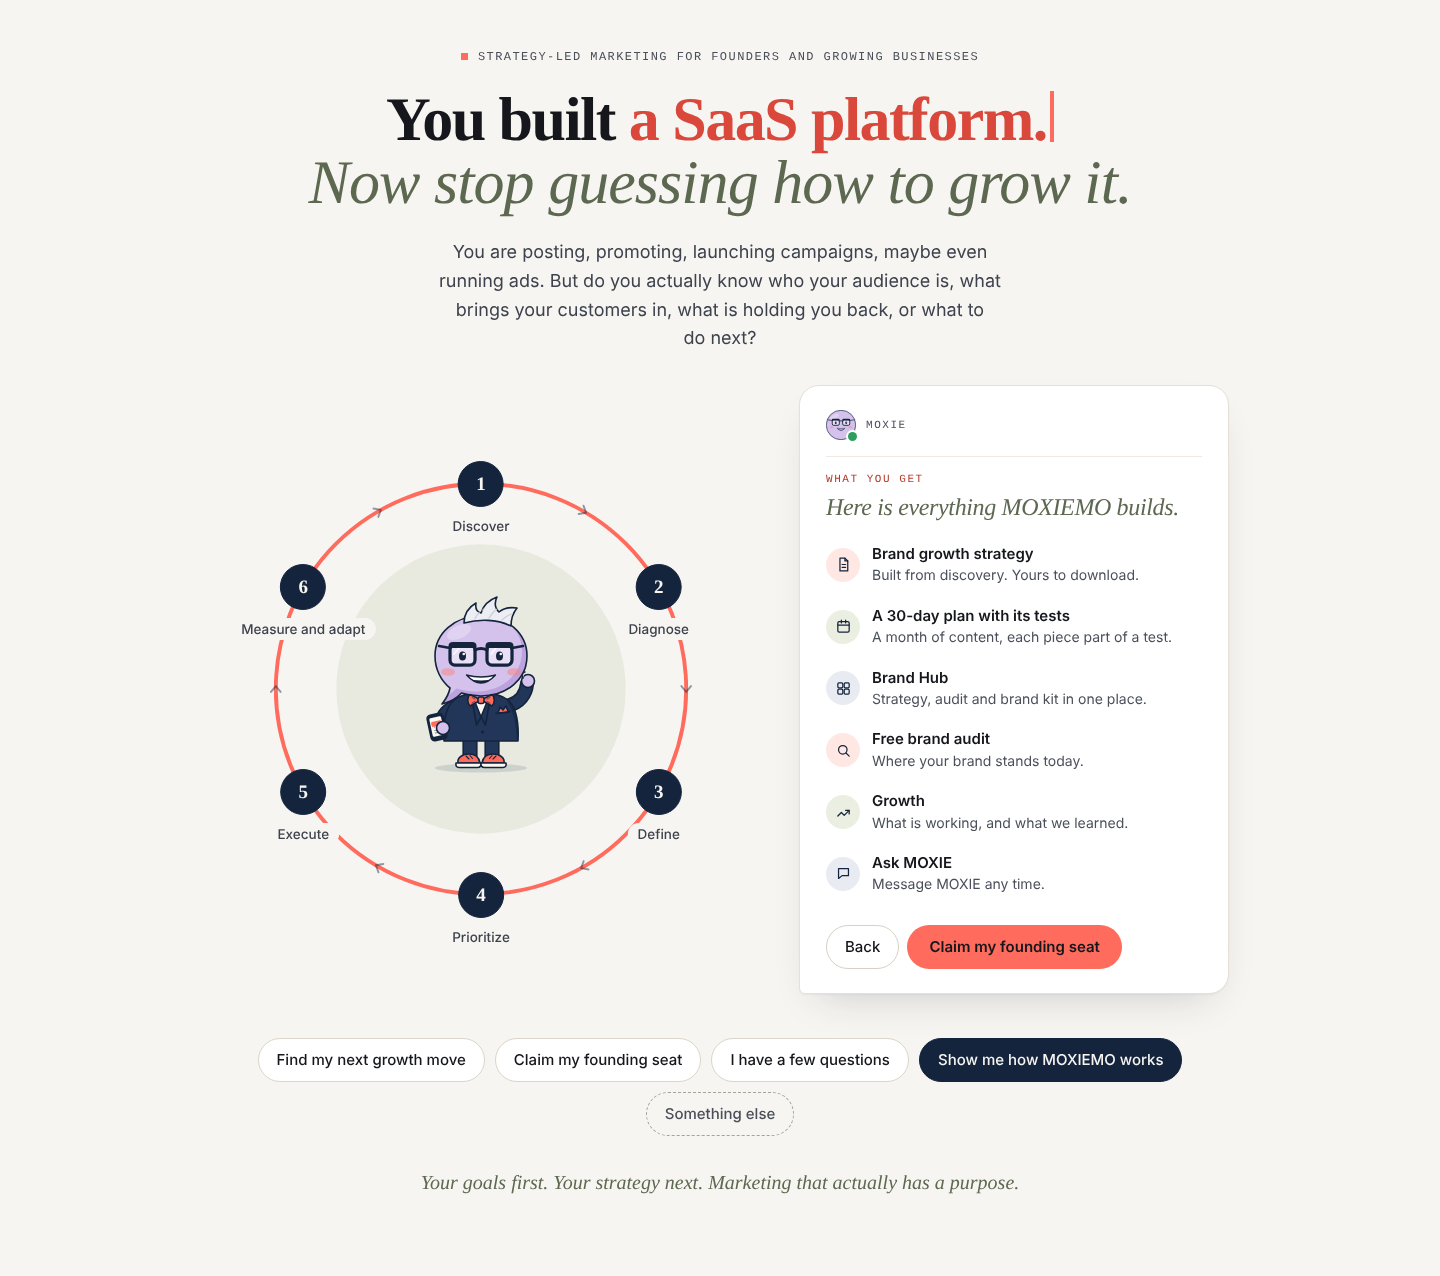 STRATEGY-LED MARKETING FOR FOUNDERS AND GROWING BUSINESSES
You built a SaaS platform.
Now stop guessing how to grow it.
You are posting, promoting, launching campaigns, maybe even
running ads. But do you actually know who your audience is, what
brings your customers in, what is holding you back, or what to
do next?
1
Discover
2
Diagnose
3
Define
4
Prioritize
5
Execute
6
Measure and adapt
MOXIE
WHAT YOU GET
Here is everything MOXIEMO builds.
Brand growth strategy
Built from discovery. Yours to download.
A 30-day plan with its tests
A month of content, each piece part of a test.
Brand Hub
Strategy, audit and brand kit in one place.
Free brand audit
Where your brand stands today.
Growth
What is working, and what we learned.
Ask MOXIE
Message MOXIE any time.
Back
Claim my founding seat
Find my next growth move
Claim my founding seat
I have a few questions
Show me how MOXIEMO works
Something else
Your goals first. Your strategy next. Marketing that actually has a purpose.